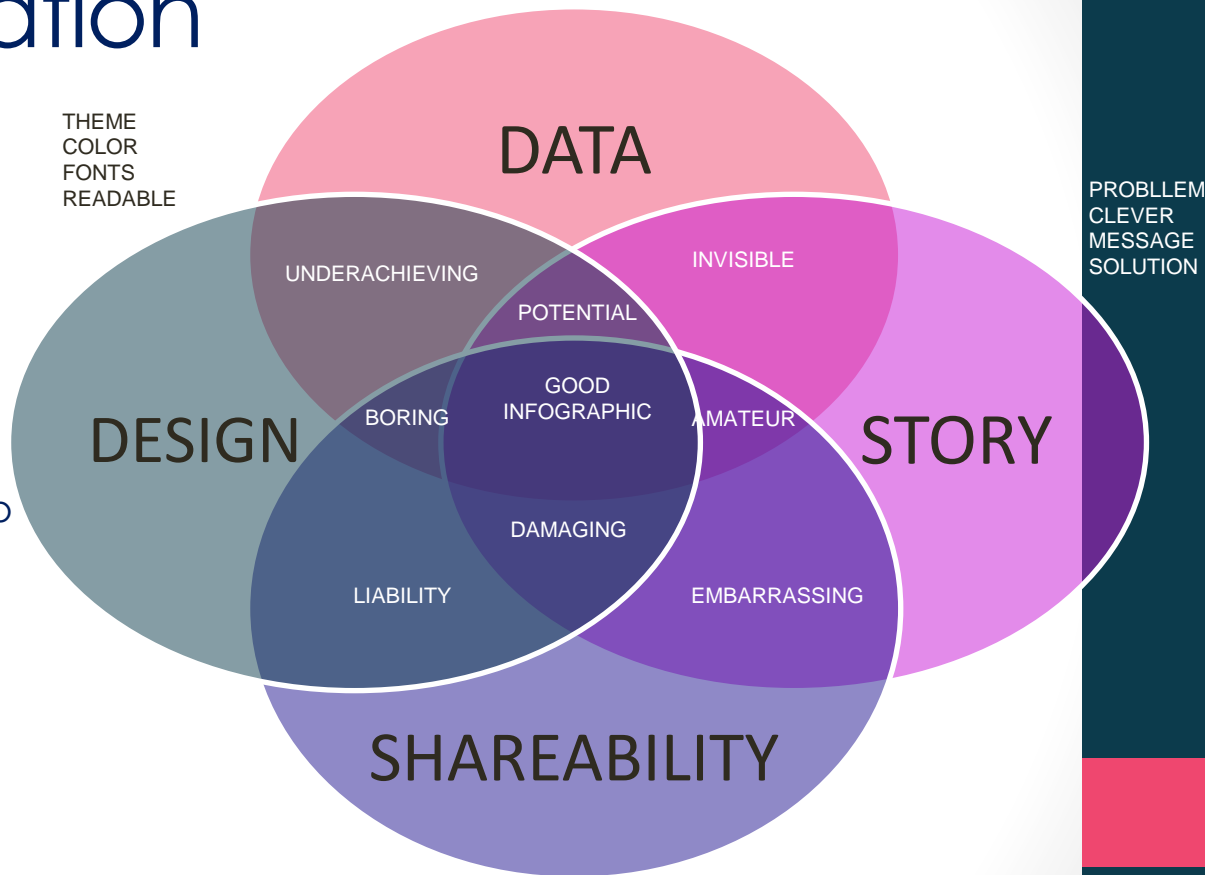 ation
THEME
COLOR
FONTS
READABLE
DATA
PROBLLEM
CLEVER
MESSAGE
SOLUTION
UNDERACHIEVING
INVISIBLE
POTENTIAL
GOOD
INFOGRAPHIC
BORING
AMATEUR
DESIGN
STORY
DAMAGING
LIABILITY
EMBARRASSING
SHAREABILITY